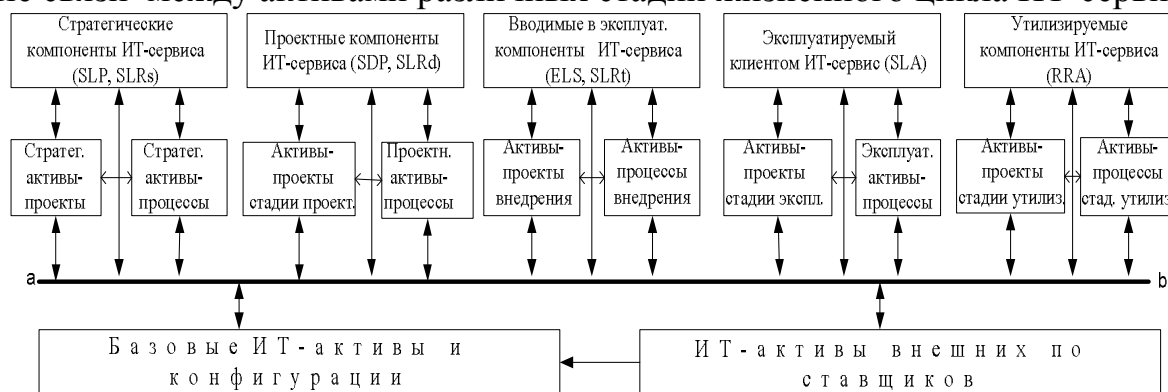 связи между активами различных стадий жизненного цикла ИТ-
Стратегические
компоненты ИТ-сервиса
(SLP, SLRs)
Проектные компоненты
ИТ-сервиса (SDP, SLRd)
Вводимые в эксплуат.
компоненты ИТ-сервиса
(ELS, SLRt)
Эксплуатируемый
клиентом ИТ-сервис (SLA)
Утилизируемые
компоненты ИТ-сервиса
(RRA)
Стратег.
активы-
проекты
Стратег.
активы-
процессы
Активы-
проекты
стадии проект.
Проектн.
активы-
процессы
Активы-
проекты
внедрения
Активы-
процессы
внедрения
Активы-
проекты
стадии экспл.
Эксплуат.
активы-
процессы
Активы-
проекты
стадии утилиз.
Активы-
процессы
стад. утилиз
a
b
Базовые ИТ-активы и
конфигурации
ИТ-активы внешних по
ставщиков